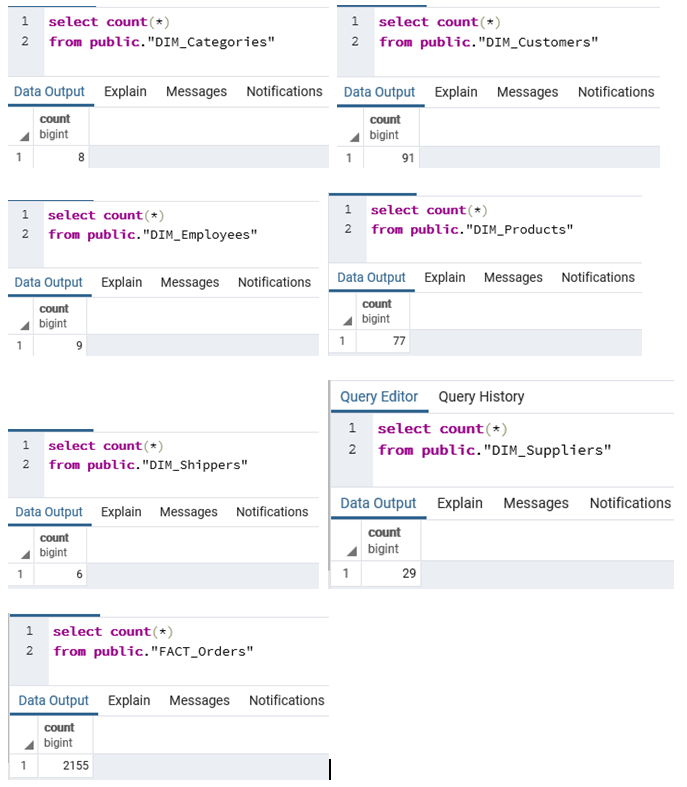 1 select count(*)
2 from public."DIM_Categories"
Data Output Explain Messages Notifications
count
bigint
1 8
1 select count(*)
2 from public."DIM_Customers"
Data Output Explain Messages Notifications
count
bigint
1 91
1 select count(*)
2 from public."DIM_Employees"
Data Output Explain Messages Notifications
count
bigint
1 9
1 select count(*)
2 from public."DIM_Products"
Data Output Explain Messages Notifications
count
bigint
1 77
1 select count(*)
2 from public."DIM_Shippers"
Data Output Explain Messages Notifications
count
bigint
1 6
Query Editor Query History
1 select count(*)
2 from public."DIM_Suppliers"
Data Output Explain Messages Notifications
count
bigint
1 29
1 select count(*)
2 from public."FACT_Orders"
Data Output Explain Messages Notifications
count
bigint
1 2155